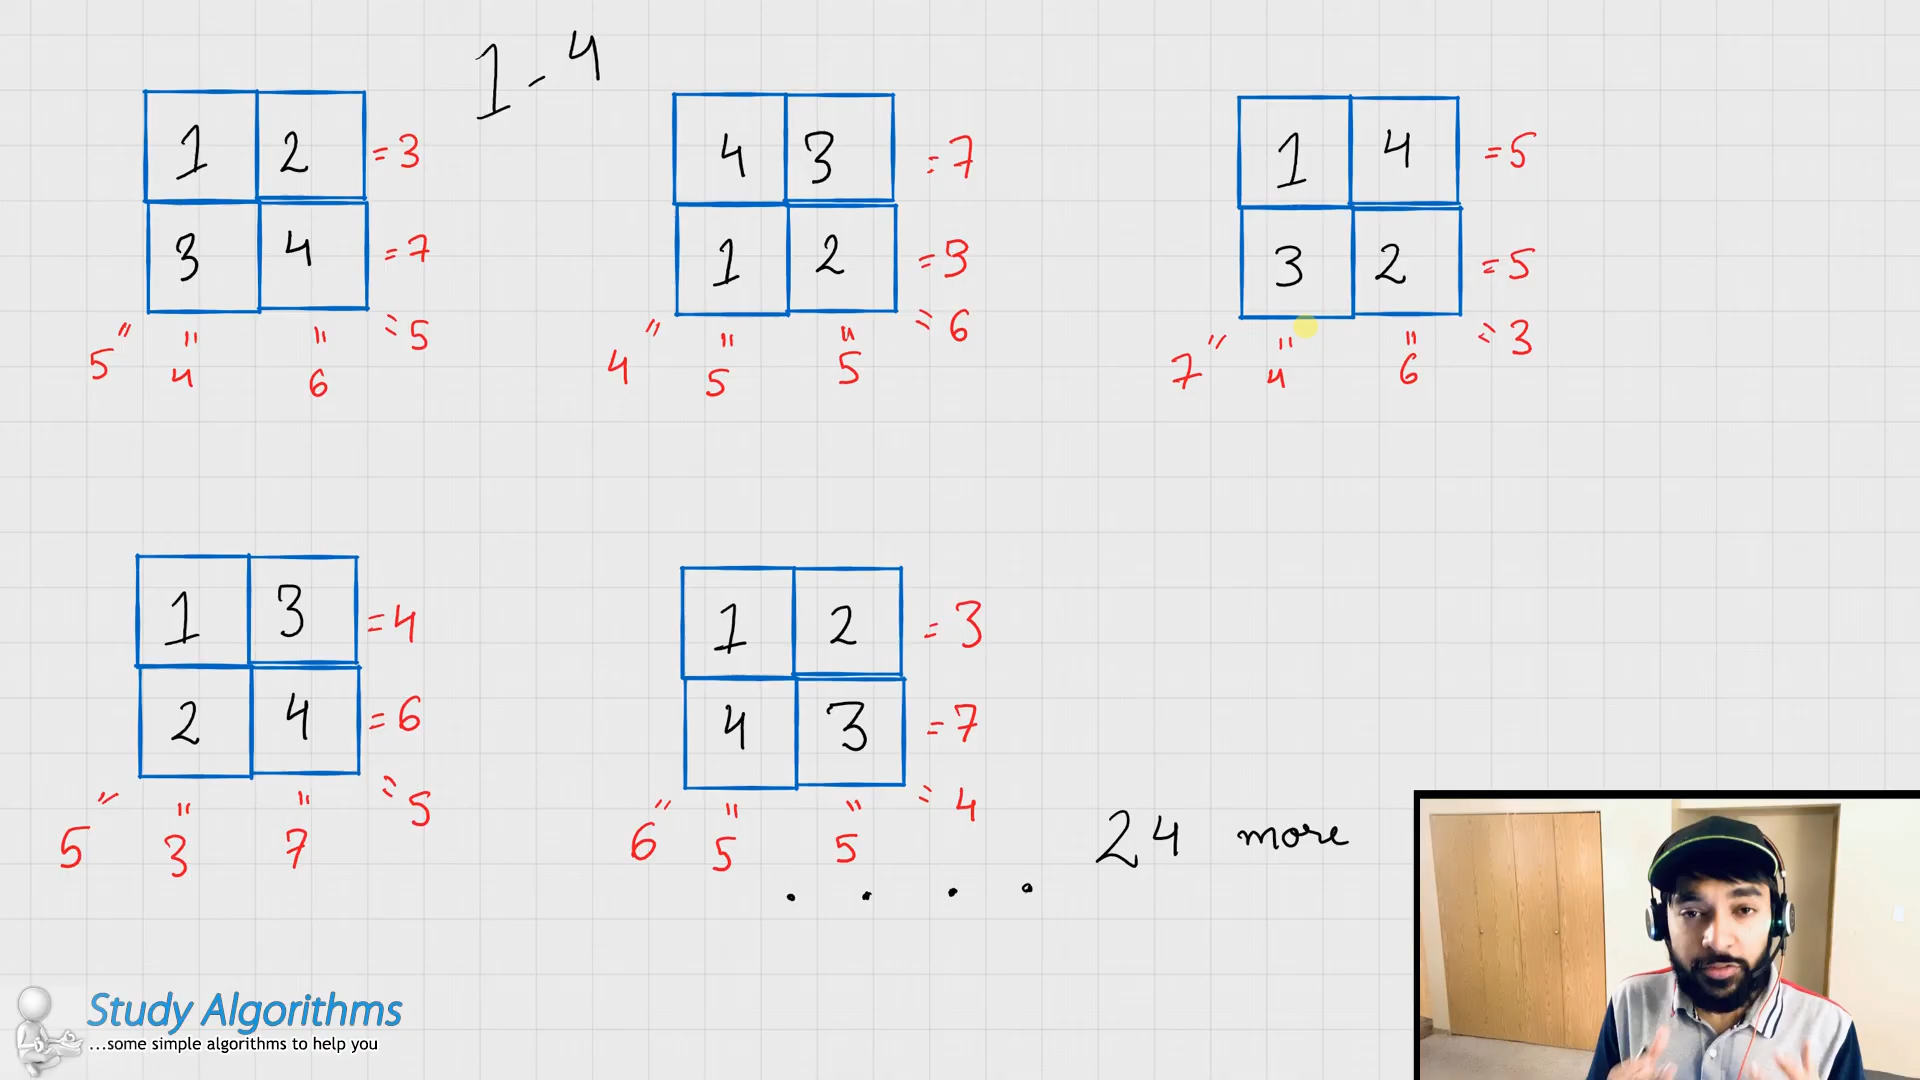 1 - 4
1 2 = 3
3 4 = 7
5 4 6 = 5
4 3 = 7
1 2 = 3
4 5 5 = 6
1 4 = 5
3 2 = 5
7 4 6 = 3
1 3 = 4
2 4 = 6
5 3 7 = 5
1 2 = 3
4 3 = 7
6 5 5 = 4
. . . . 24 more
Study Algorithms
...some simple algorithms to help you